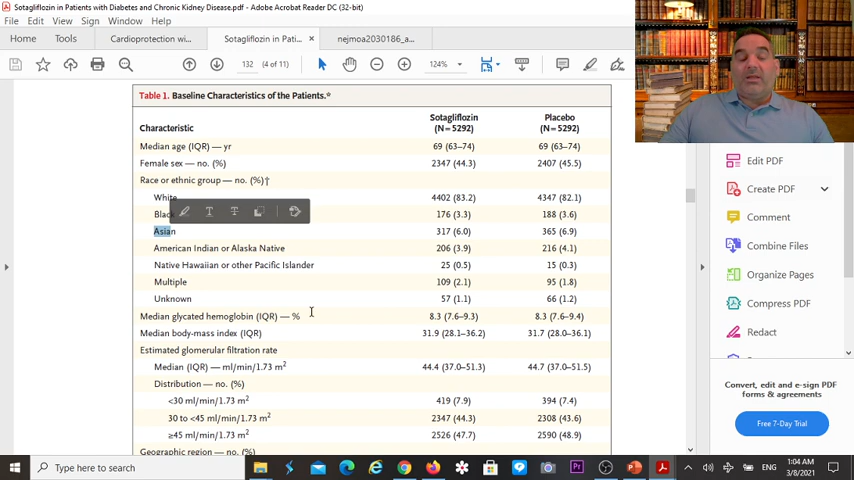 Sotagliflozin in Patients with Diabetes and Chronic Kidney Disease.pdf - Adobe Acrobat Reader DC (32-bit)
File Edit View Sign Window Help
Home Tools Cardioprotection wi... Sotagliflozin in Pati... × nejmoa2030186_a...
132 (4 of 11) 124%
Table 1. Baseline Characteristics of the Patients.*
Characteristic Sotagliflozin (N=5292) Placebo (N=5292)
Median age (IQR) — yr 69 (63–74) 69 (63–74)
Female sex — no. (%) 2347 (44.3) 2407 (45.5)
Race or ethnic group — no. (%)†
White 4402 (83.2) 4347 (82.1)
Black 176 (3.3) 188 (3.6)
Asian 317 (6.0) 365 (6.9)
American Indian or Alaska Native 206 (3.9) 216 (4.1)
Native Hawaiian or other Pacific Islander 25 (0.5) 15 (0.3)
Multiple 109 (2.1) 95 (1.8)
Unknown 57 (1.1) 66 (1.2)
Median glycated hemoglobin (IQR) — % 8.3 (7.6–9.3) 8.3 (7.6–9.4)
Median body-mass index (IQR) 31.9 (28.1–36.2) 31.7 (28.0–36.1)
Estimated glomerular filtration rate
Median (IQR) — ml/min/1.73 m² 44.4 (37.0–51.3) 44.7 (37.0–51.5)
Distribution — no. (%)
<30 ml/min/1.73 m² 419 (7.9) 394 (7.4)
30 to <45 ml/min/1.73 m² 2347 (44.3) 2308 (43.6)
≥45 ml/min/1.73 m² 2526 (47.7) 2590 (48.9)
Geographic region — no. (%)
Edit PDF
Create PDF
Comment
Combine Files
Organize Pages
Compress PDF
Redact
Convert, edit and e-sign PDF
forms & agreements
Free 7-Day Trial
Type here to search
ENG
1:04 AM
3/8/2021